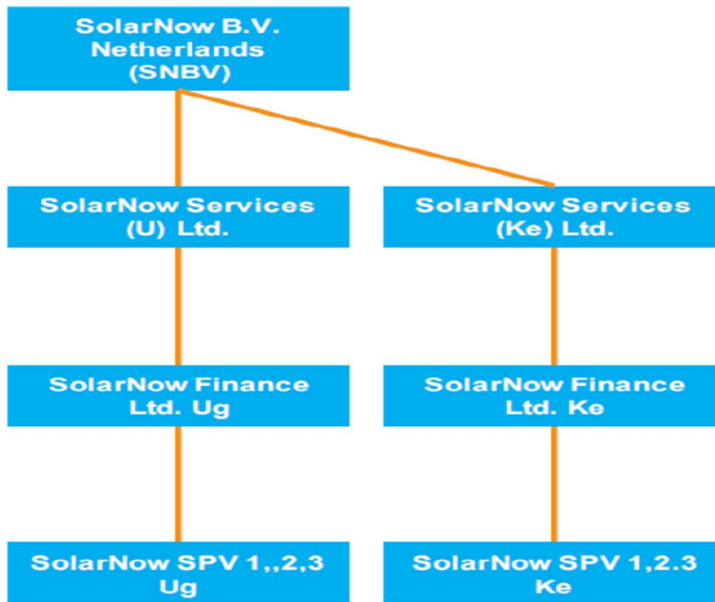 SolarNow B.V.
Netherlands
(SNBV)
SolarNow Services
(U) Ltd.
SolarNow Services
(Ke) Ltd.
SolarNow Finance
Ltd. Ug
SolarNow Finance
Ltd. Ke
SolarNow SPV 1,,2,3
Ug
SolarNow SPV 1,2.3
Ke